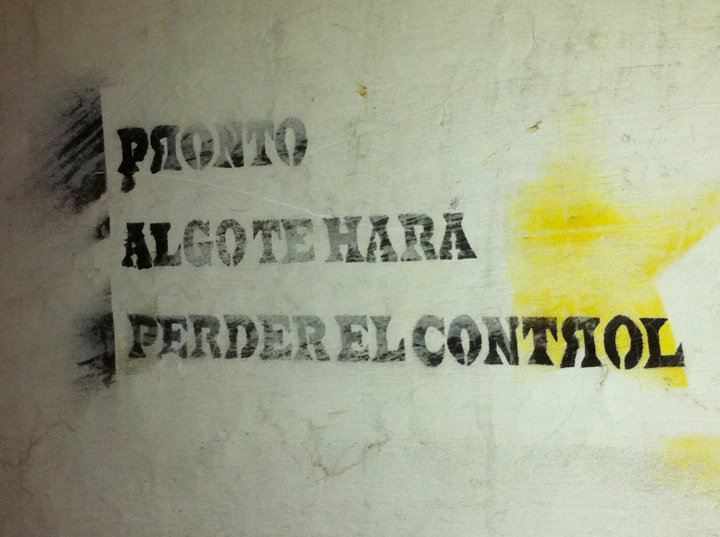 PRONTO
ALGO TE HARÁ
PERDER EL CONTROL